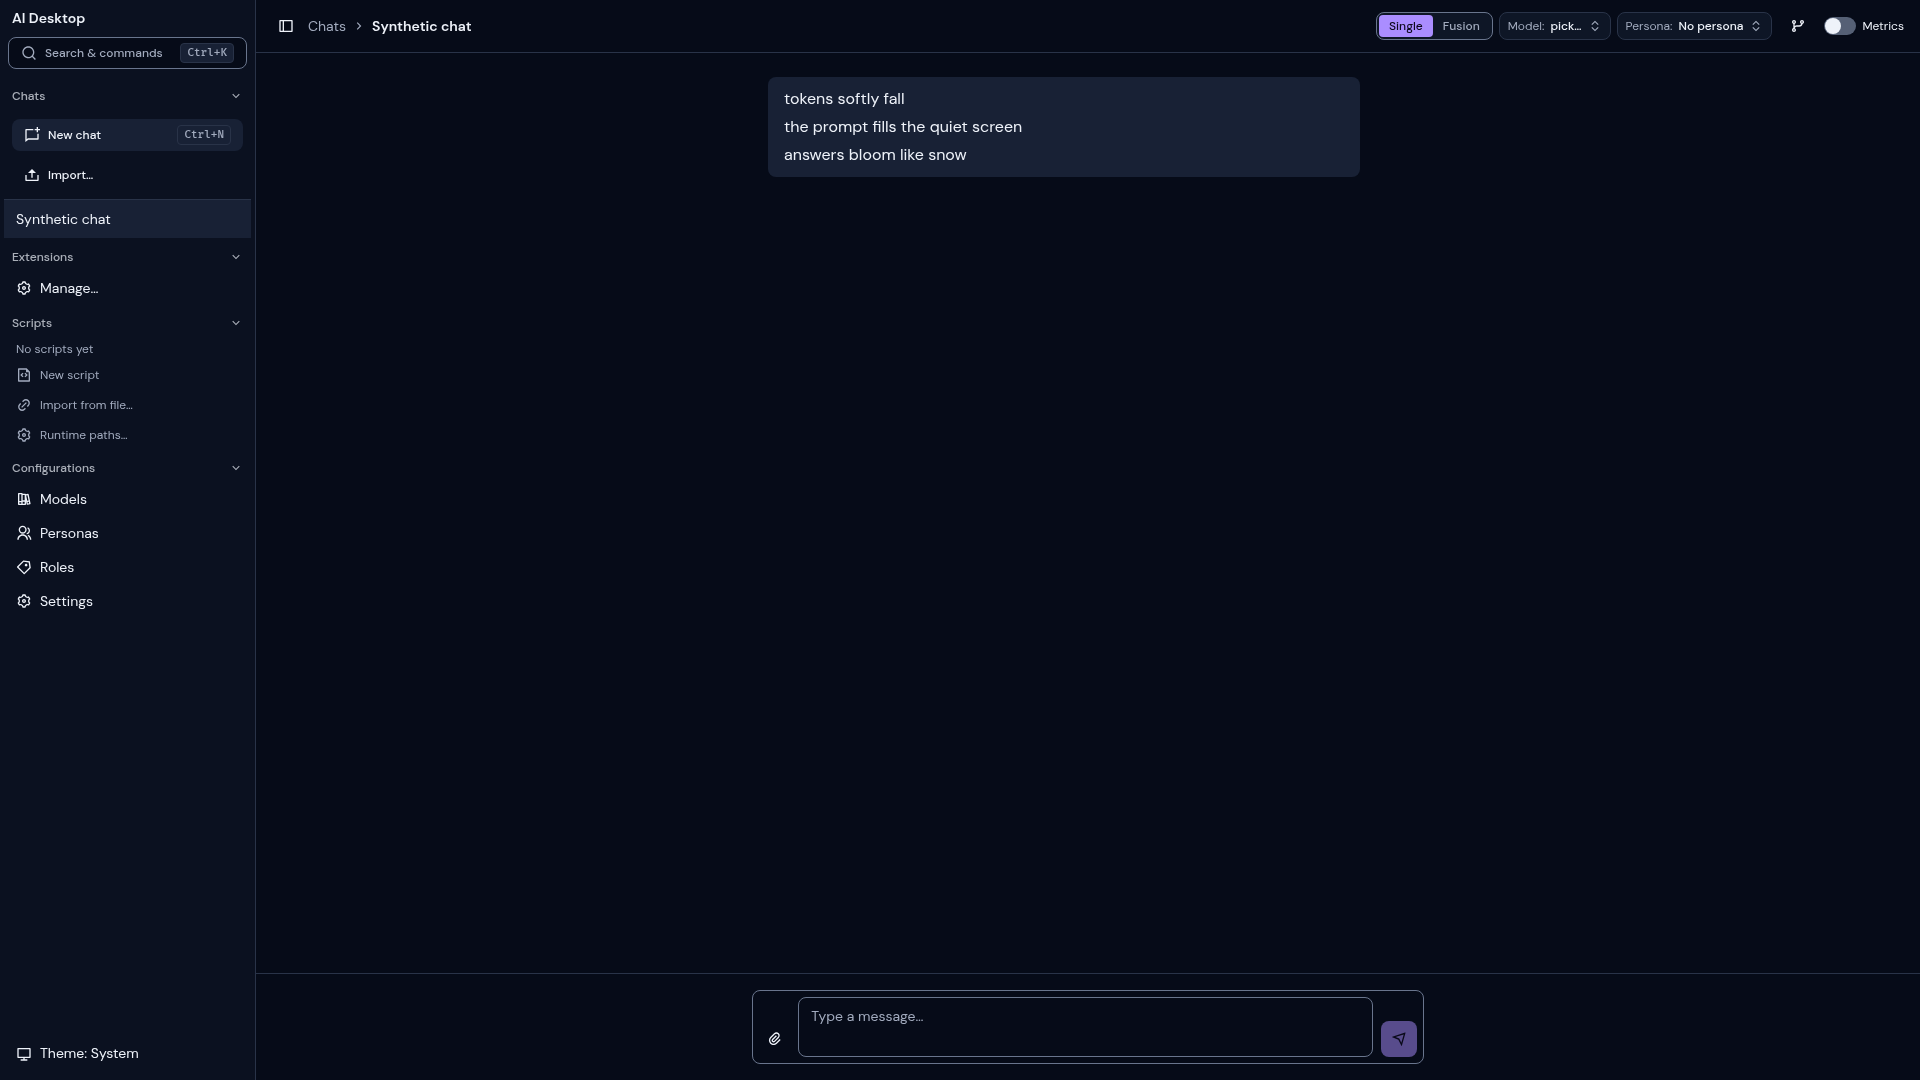 AI Desktop
Search & commands Ctrl+K
Chats
New chat Ctrl+N
Import…
Synthetic chat
Extensions
Manage…
Scripts
No scripts yet
New script
Import from file…
Runtime paths…
Configurations
Models
Personas
Roles
Settings
Theme: System
Chats > Synthetic chat
Single Fusion Model: pick… Persona: No persona Metrics
tokens softly fall
the prompt fills the quiet screen
answers bloom like snow
Type a message…